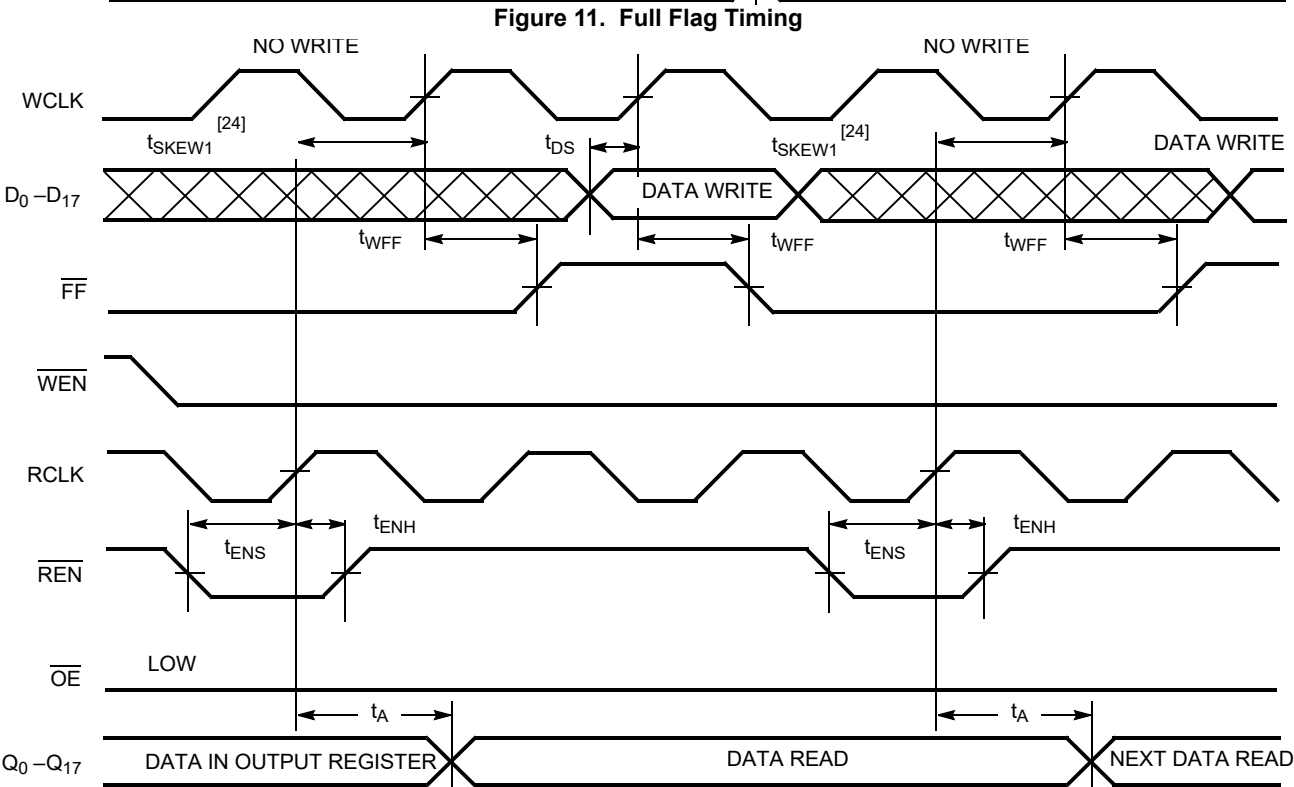 Figure 11. Full Flag Timing
NO WRITE NO WRITE
WCLK
tSKEW1 [24] tDS tSKEW1 [24] DATA WRITE
D0 –D17 DATA WRITE
tWFF tWFF tWFF
FF
WEN
RCLK
tENS tENH tENS tENH
REN
LOW
OE
tA tA
Q0 –Q17 DATA IN OUTPUT REGISTER DATA READ NEXT DATA READ